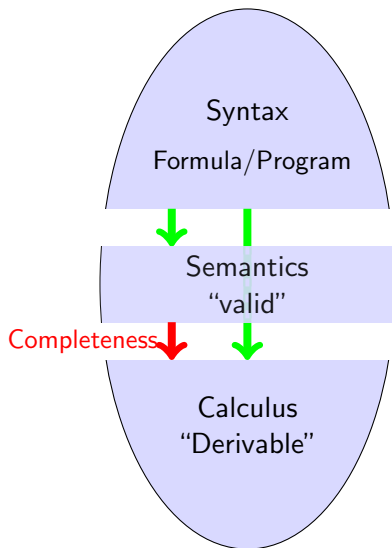 Syntax
Formula/Program
Semantics
“valid”
Completeness
Calculus
“Derivable”